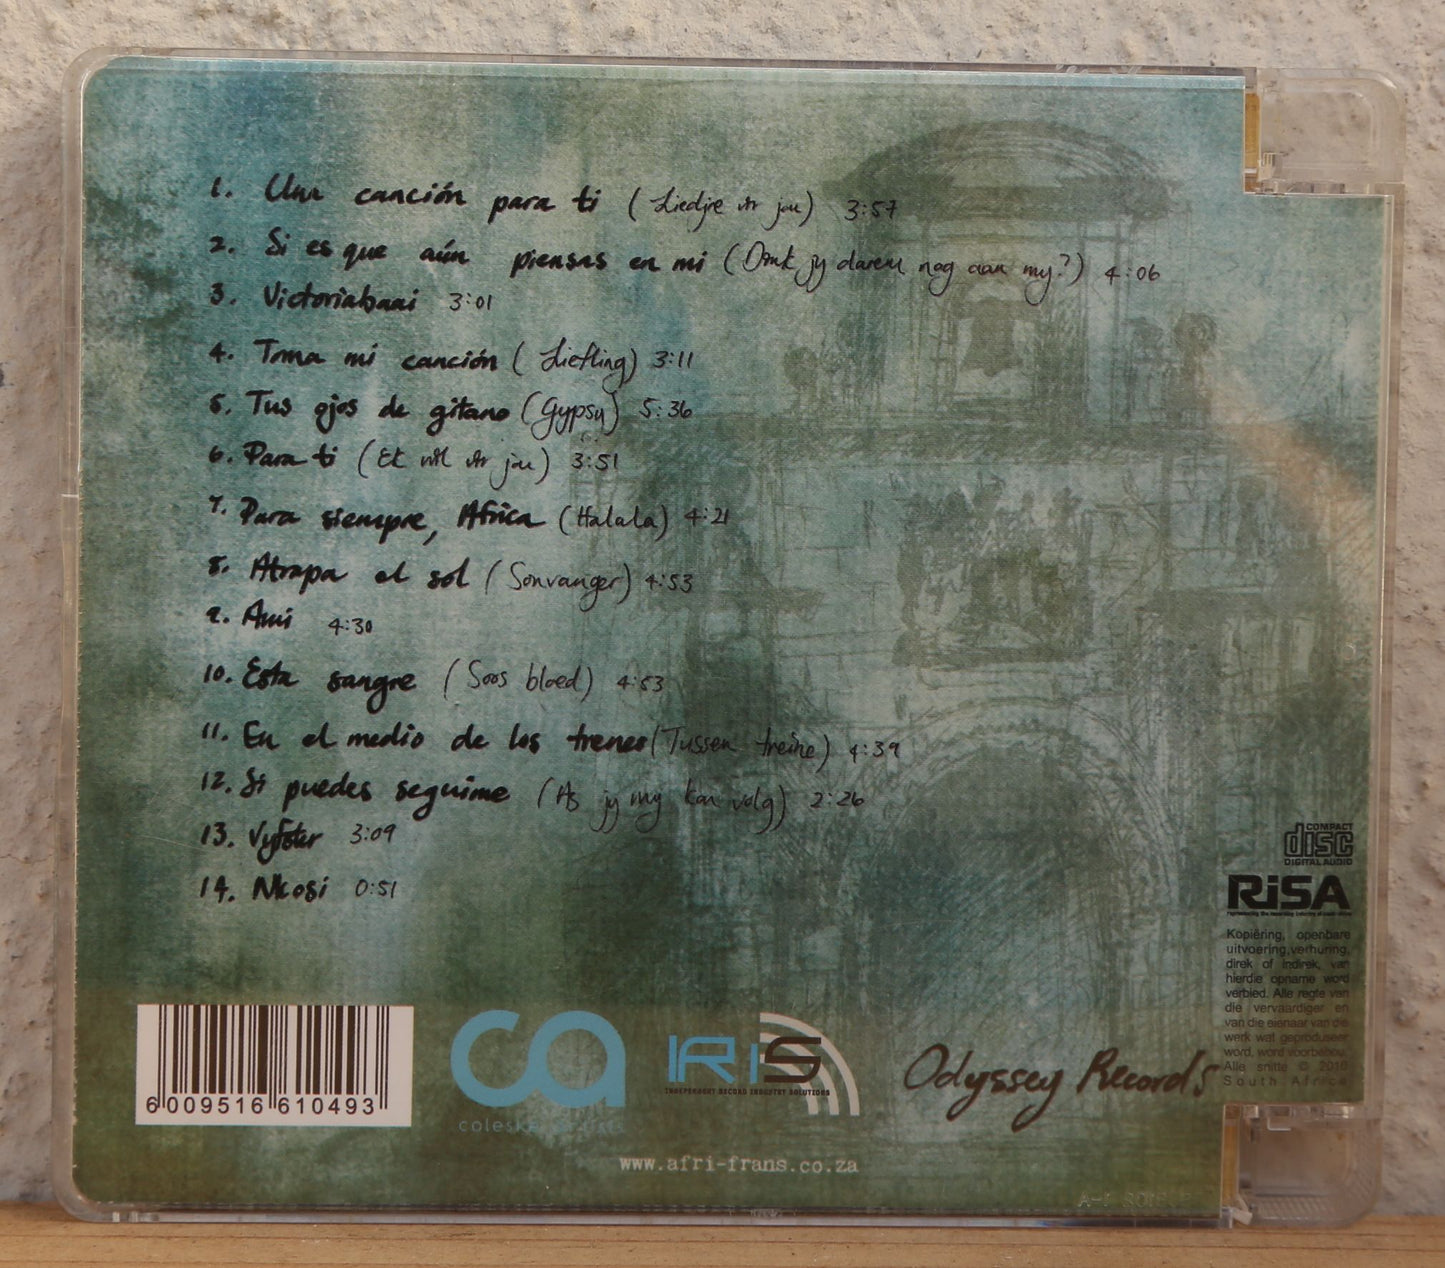 1. Una canción para ti (Liedjie vir jou) 3:57
2. Si es que aún piensas en mi (Dink jy darem nog aan my?) 4:06
3. Victoriabaai 3:01
4. Toma mi canción (Liefling) 3:11
5. Tus ojos de gitano (Gypsy) 5:36
6. Para ti (Ek wil vir jou) 3:51
7. Para siempre, Africa (Halala) 4:21
8. Atrapa el sol (Sonvanger) 4:53
9. Ami 4:30
10. Esta sangre (Soos bloed) 4:53
11. En el medio de los trenes (Tussen treine) 4:39
12. Si puedes seguime (As jy my kan volg) 2:26
13. Vyfster 3:09
14. Nkosi 0:51
COMPACT
disc
DIGITAL AUDIO
RiSA
Kopiëring, openbare
uitvoering, verhuring,
direk of indirek, van
hierdie opname word
verbied. Alle regte van
die vervaardiger en
van die eienaar van die
werk wat geproduseer
word, word voorbehou.
Alle snitte © 2010
South Africa
6 009516 610493
ca
coleske artists
IRiS
INDEPENDENT RECORD INDUSTRY SOLUTIONS
Odyssey Records
www.afri-frans.co.za